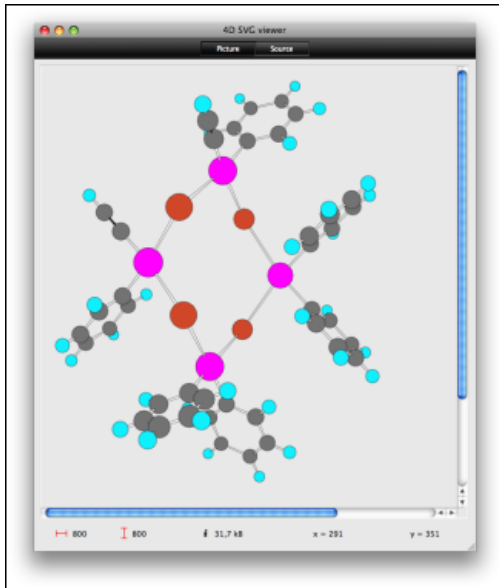 4D SVG viewer
Picture Source
800 800 31,7 kB x = 291 y = 351